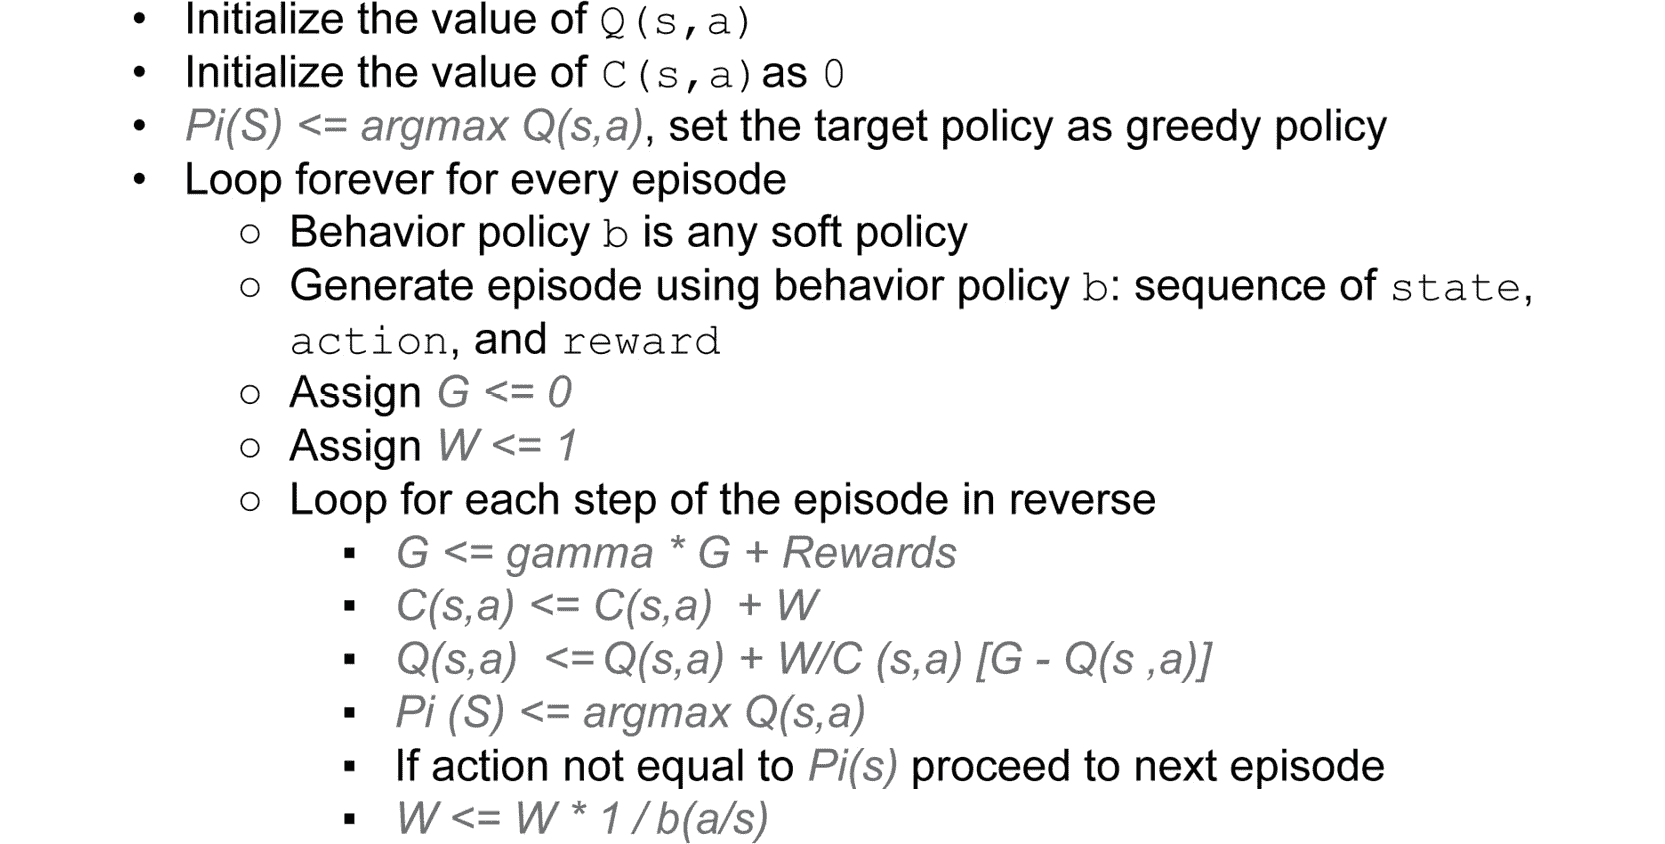 • Initialize the value of Q(s,a)
• Initialize the value of C(s,a) as 0
• Pi(S) <= argmax Q(s,a), set the target policy as greedy policy
• Loop forever for every episode
○ Behavior policy b is any soft policy
○ Generate episode using behavior policy b: sequence of state,
action, and reward
○ Assign G <= 0
○ Assign W <= 1
○ Loop for each step of the episode in reverse
▪ G <= gamma * G + Rewards
▪ C(s,a) <= C(s,a) + W
▪ Q(s,a) <= Q(s,a) + W/C (s,a) [G - Q(s ,a)]
▪ Pi (S) <= argmax Q(s,a)
▪ If action not equal to Pi(s) proceed to next episode
▪ W <= W * 1 / b(a/s)